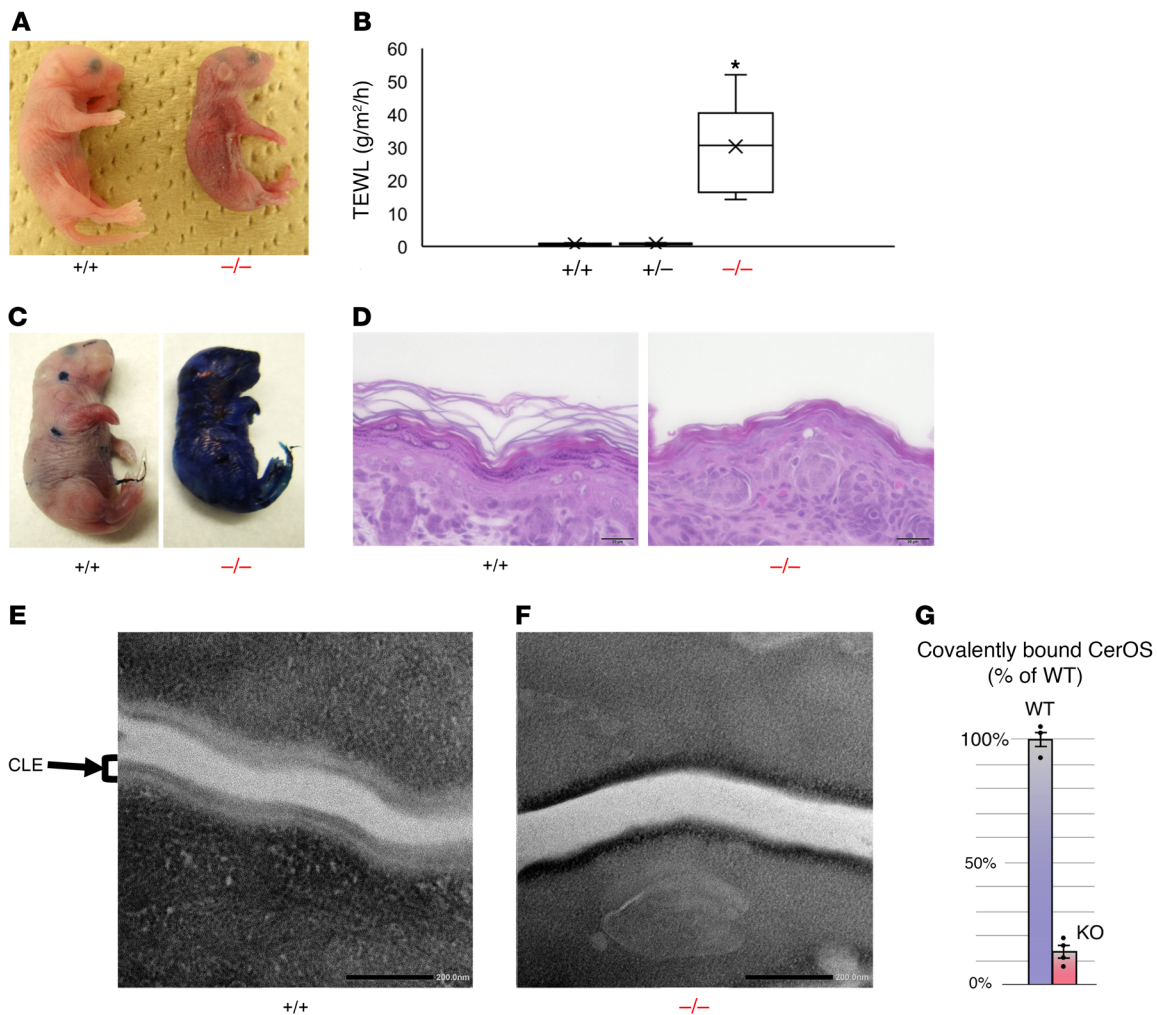 A
+/+
–/–
B
TEWL (g/m²/h)
60
50
40
30
20
10
0
*
+/+
+/–
–/–
C
+/+
–/–
D
+/+
–/–
E
CLE
200.0nm
+/+
F
200.0nm
–/–
G
Covalently bound CerOS
(% of WT)
WT
100%
50%
KO
0%